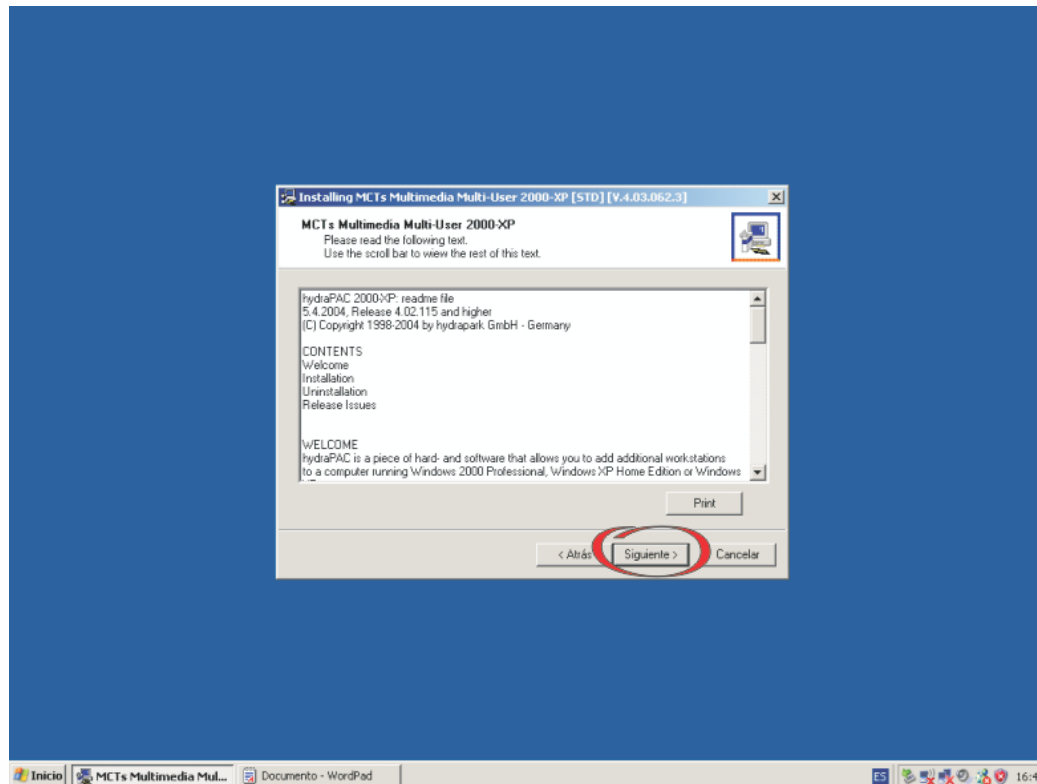 Installing MCTs Multimedia Multi-User 2000-XP [STD] [V.4.03.062.3]
MCTs Multimedia Multi-User 2000-XP
Please read the following text.
Use the scroll bar to wiew the rest of this text.
hydraPAC 2000-XP: readme file
5.4.2004, Release 4.02.115 and higher
(C) Copyright 1998-2004 by hydrapark GmbH - Germany
CONTENTS
Welcome
Installation
Uninstallation
Release Issues
WELCOME
hydraPAC is a piece of hard- and software that allows you to add additional workstations
to a computer running Windows 2000 Professional, Windows XP Home Edition or Windows
Print
< Atrás Siguiente > Cancelar
Inicio MCTs Multimedia Mul... Documento - WordPad ES 16:4